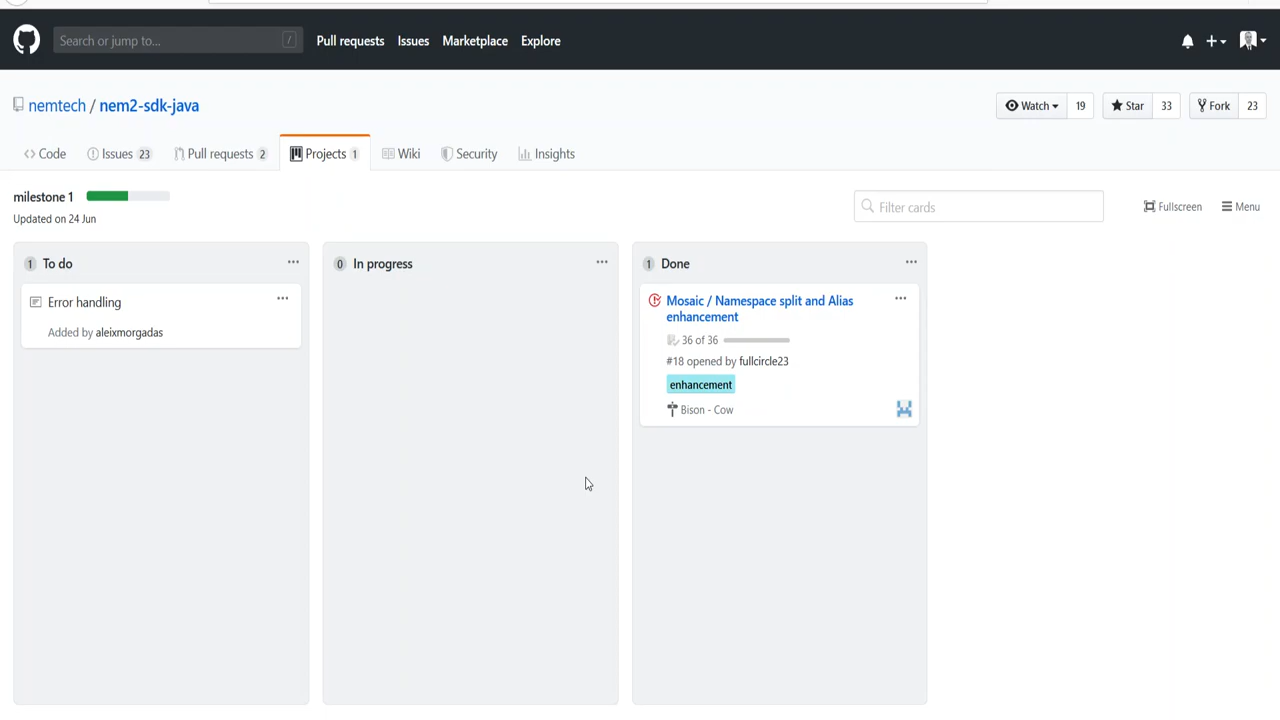 Search or jump to... /
Pull requests Issues Marketplace Explore
nemtech / nem2-sdk-java
Watch 19 Star 33 Fork 23
Code Issues 23 Pull requests 2 Projects 1 Wiki Security Insights
milestone 1
Updated on 24 Jun
Filter cards
Fullscreen Menu
1 To do
Error handling
Added by aleixmorgadas
0 In progress
1 Done
Mosaic / Namespace split and Alias
enhancement
36 of 36
#18 opened by fullcircle23
enhancement
Bison - Cow